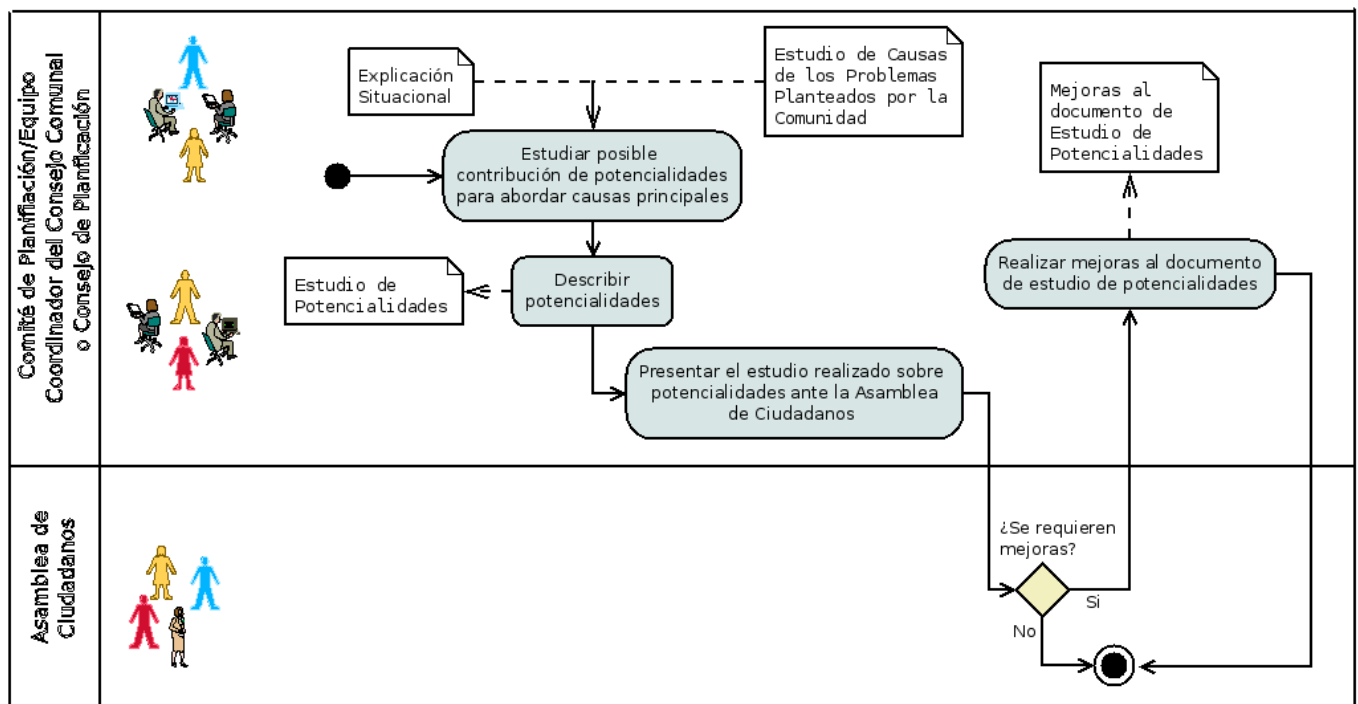 Comité de Planifiación/Equipo
Coordinador del Consejo Comunal
o Consejo de Planficación
Explicación
Situacional
Estudio de Causas
de los Problemas
Planteados por la
Comunidad
Mejoras al
documento de
Estudio de
Potencialidades
Estudiar posible
contribución de potencialidades
para abordar causas principales
Estudio de
Potencialidades
Describir
potencialidades
Realizar mejoras al documento
de estudio de potencialidades
Presentar el estudio realizado sobre
potencialidades ante la Asamblea
de Ciudadanos
Asamblea de
Ciudadanos
¿Se requieren
mejoras?
Si
No